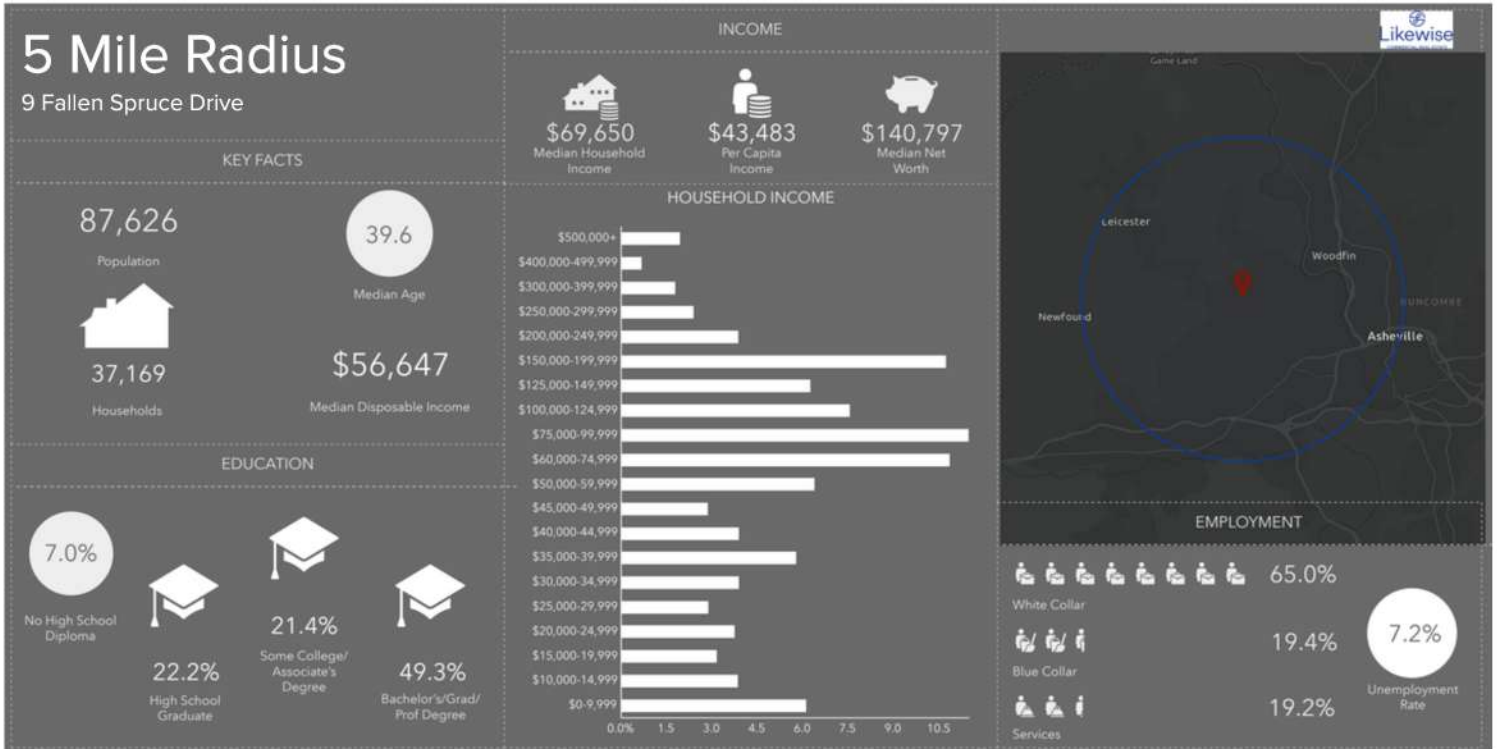 5 Mile Radius
9 Fallen Spruce Drive
KEY FACTS
87,626
Population
39.6
Median Age
37,169
Households
$56,647
Median Disposable Income
EDUCATION
7.0%
No High School
Diploma
22.2%
High School
Graduate
21.4%
Some College/
Associate's
Degree
49.3%
Bachelor's/Grad/
Prof Degree
INCOME
$69,650
Median Household
Income
$43,483
Per Capita
Income
$140,797
Median Net
Worth
HOUSEHOLD INCOME
$500,000+
$400,000-499,999
$300,000-399,999
$250,000-299,999
$200,000-249,999
$150,000-199,999
$125,000-149,999
$100,000-124,999
$75,000-99,999
$60,000-74,999
$50,000-59,999
$45,000-49,999
$40,000-44,999
$35,000-39,999
$30,000-34,999
$25,000-29,999
$20,000-24,999
$15,000-19,999
$10,000-14,999
$0-9,999
0.0% 1.5 3.0 4.5 6.0 7.5 9.0 10.5
Likewise
Game Land
Leicester
Woodfin
BUNCOMBE
Newfound
Asheville
EMPLOYMENT
65.0%
White Collar
19.4%
Blue Collar
19.2%
Services
7.2%
Unemployment
Rate